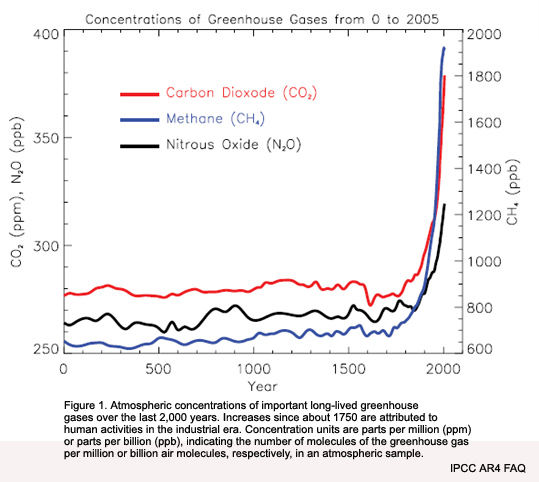 Concentrations of Greenhouse Gases from 0 to 2005
400
350
300
250
CO₂ (ppm), N₂O (ppb)
2000
1800
1600
1400
1200
1000
800
600
CH₄ (ppb)
Carbon Dioxode (CO₂)
Methane (CH₄)
Nitrous Oxide (N₂O)
0
500
1000
1500
2000
Year
Figure 1. Atmospheric concentrations of important long-lived greenhouse
gases over the last 2,000 years. Increases since about 1750 are attributed to
human activities in the industrial era. Concentration units are parts per million (ppm)
or parts per billion (ppb), indicating the number of molecules of the greenhouse gas
per million or billion air molecules, respectively, in an atmospheric sample.
IPCC AR4 FAQ